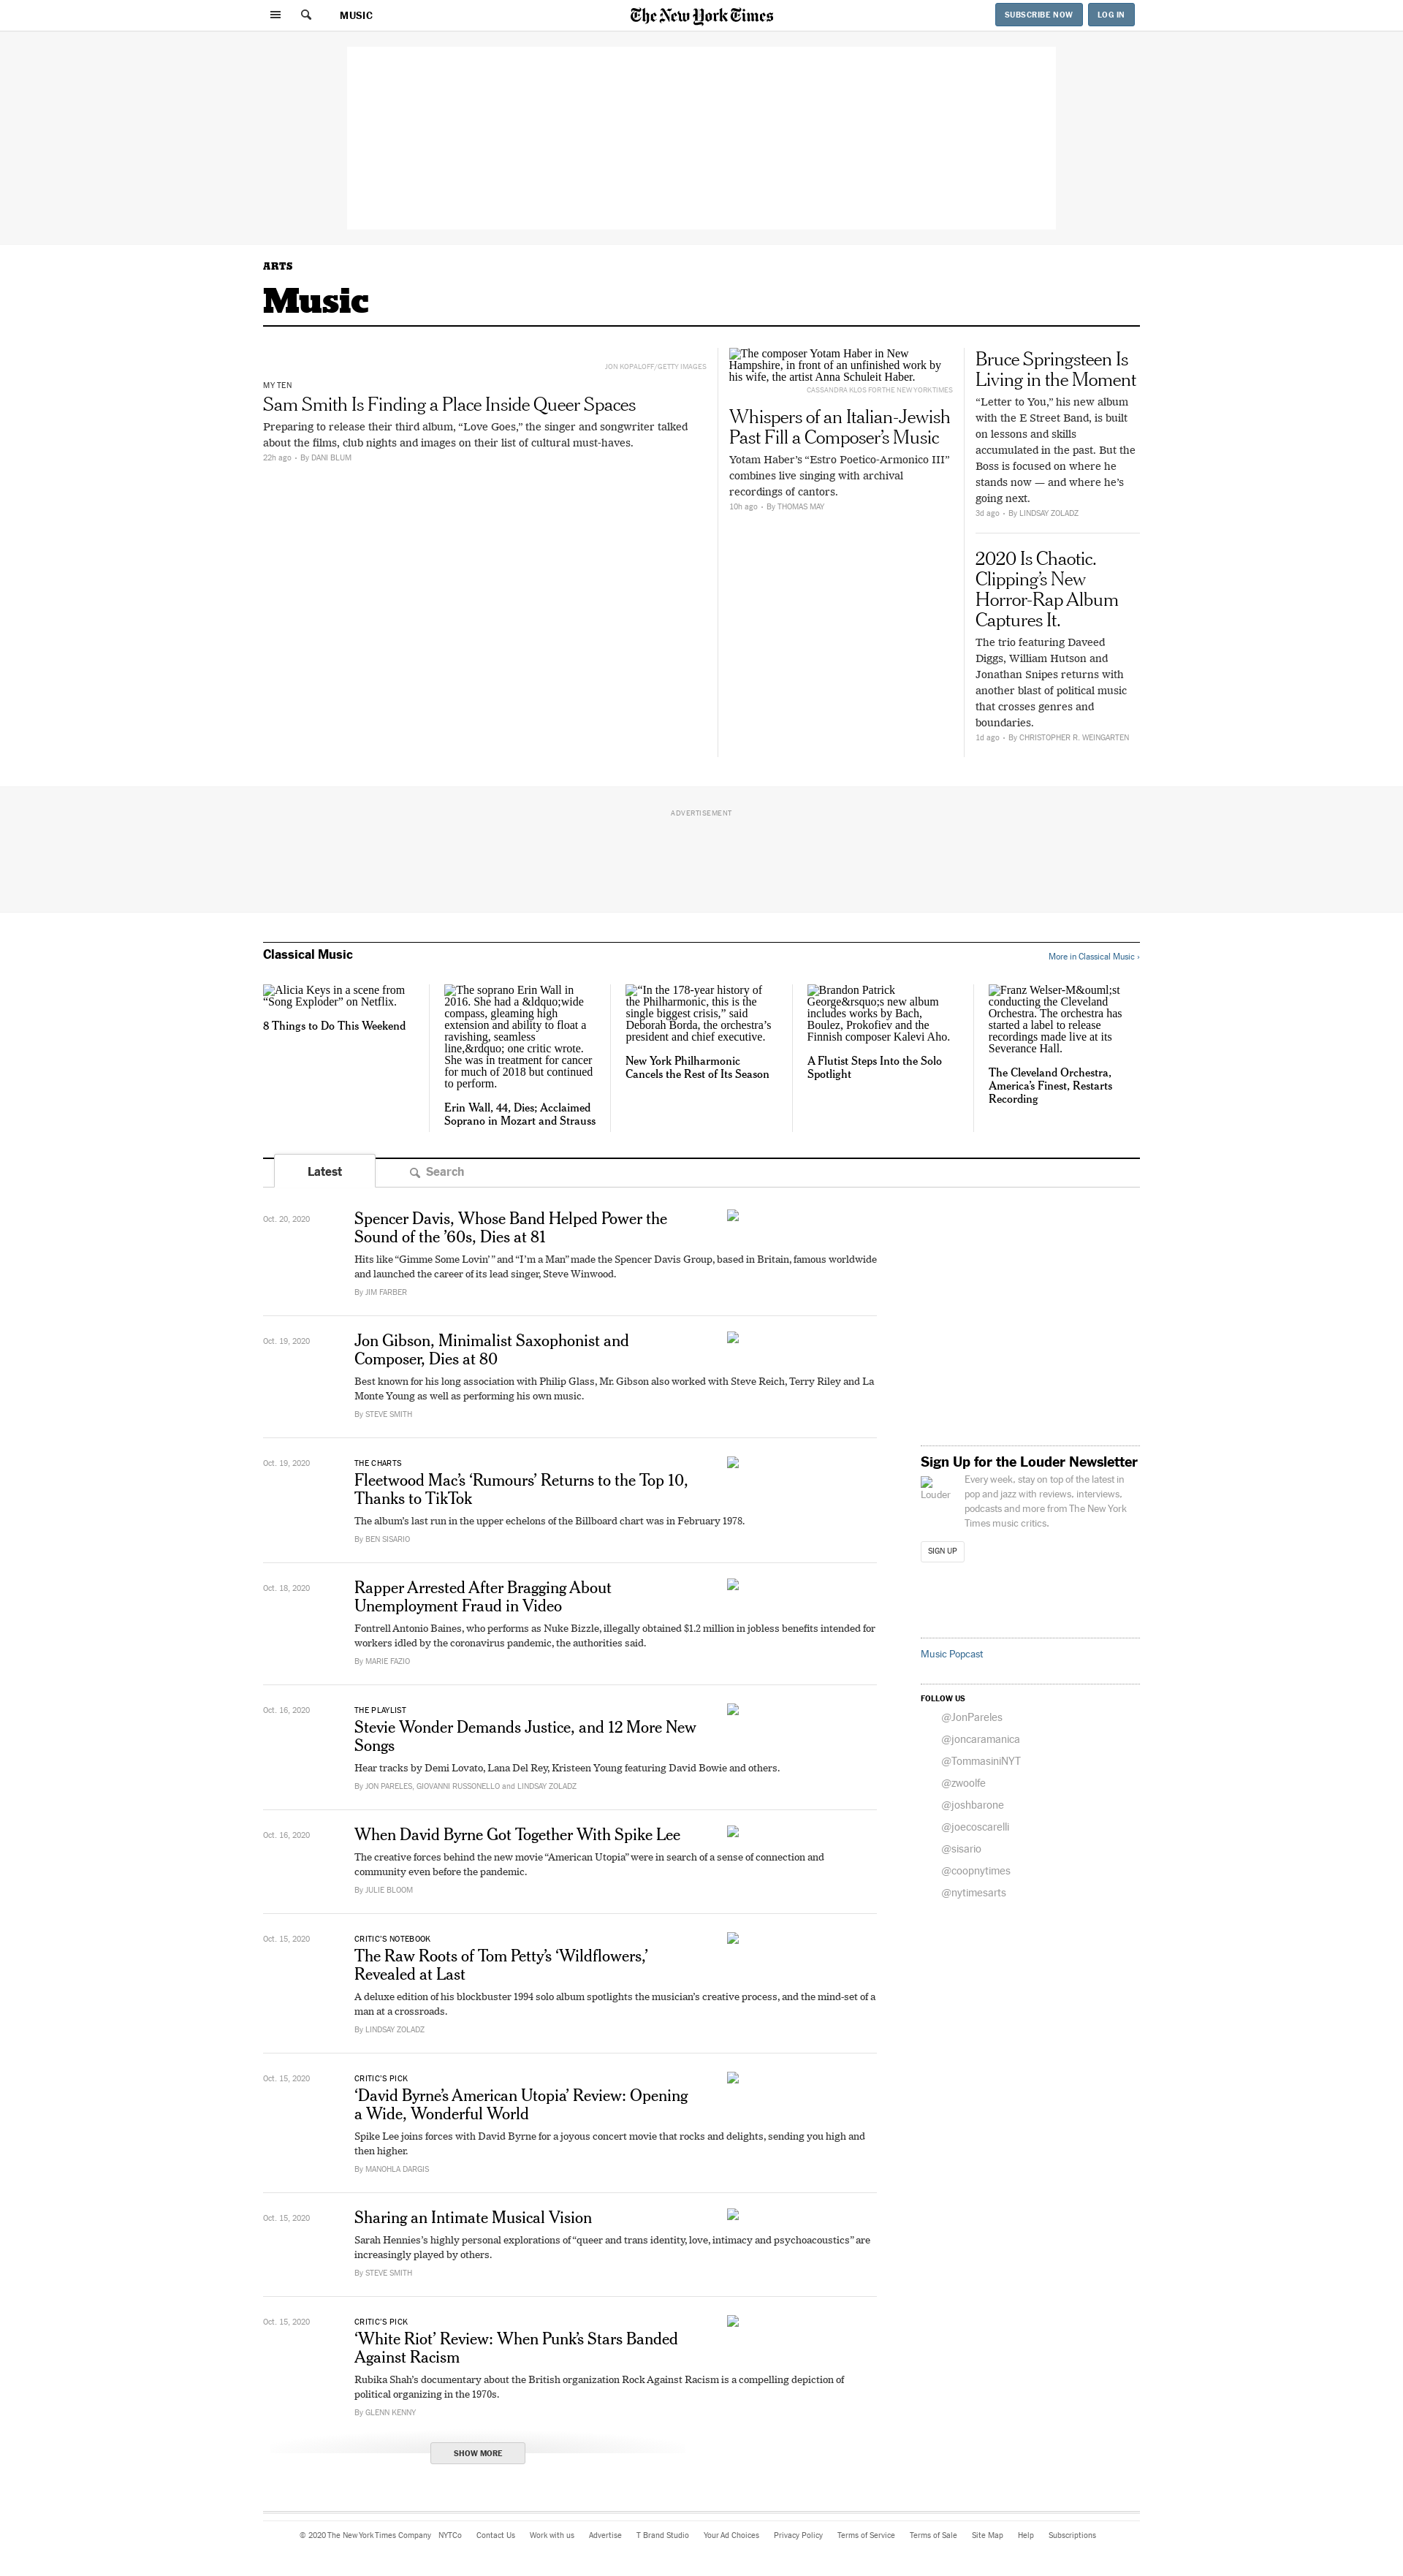 MUSIC
The New York Times
SUBSCRIBE NOW
LOG IN
ARTS
Music
JON KOPALOFF/GETTY IMAGES
MY TEN
Sam Smith Is Finding a Place Inside Queer Spaces
Preparing to release their third album, “Love Goes,” the singer and songwriter talked
about the films, club nights and images on their list of cultural must-haves.
22h ago • By DANI BLUM
The composer Yotam Haber in New
Hampshire, in front of an unfinished work by
his wife, the artist Anna Schuleit Haber.
CASSANDRA KLOS FOR THE NEW YORK TIMES
Whispers of an Italian-Jewish
Past Fill a Composer’s Music
Yotam Haber’s “Estro Poetico-Armonico III”
combines live singing with archival
recordings of cantors.
10h ago • By THOMAS MAY
Bruce Springsteen Is
Living in the Moment
“Letter to You,” his new album
with the E Street Band, is built
on lessons and skills
accumulated in the past. But the
Boss is focused on where he
stands now — and where he’s
going next.
3d ago • By LINDSAY ZOLADZ
2020 Is Chaotic.
Clipping’s New
Horror-Rap Album
Captures It.
The trio featuring Daveed
Diggs, William Hutson and
Jonathan Snipes returns with
another blast of political music
that crosses genres and
boundaries.
1d ago • By CHRISTOPHER R. WEINGARTEN
ADVERTISEMENT
Classical Music
More in Classical Music ›
Alicia Keys in a scene from
“Song Exploder” on Netflix.
8 Things to Do This Weekend
The soprano Erin Wall in
2016. She had a &ldquo;wide
compass, gleaming high
extension and ability to float a
ravishing, seamless
line,&rdquo; one critic wrote.
She was in treatment for cancer
for much of 2018 but continued
to perform.
Erin Wall, 44, Dies; Acclaimed
Soprano in Mozart and Strauss
“In the 178-year history of
the Philharmonic, this is the
single biggest crisis,” said
Deborah Borda, the orchestra’s
president and chief executive.
New York Philharmonic
Cancels the Rest of Its Season
Brandon Patrick
George&rsquo;s new album
includes works by Bach,
Boulez, Prokofiev and the
Finnish composer Kalevi Aho.
A Flutist Steps Into the Solo
Spotlight
Franz Welser-M&ouml;st
conducting the Cleveland
Orchestra. The orchestra has
started a label to release
recordings made live at its
Severance Hall.
The Cleveland Orchestra,
America’s Finest, Restarts
Recording
Latest
Search
Oct. 20, 2020
Spencer Davis, Whose Band Helped Power the
Sound of the ’60s, Dies at 81
Hits like “Gimme Some Lovin’ ” and “I’m a Man” made the Spencer Davis Group, based in Britain, famous worldwide
and launched the career of its lead singer, Steve Winwood.
By JIM FARBER
Oct. 19, 2020
Jon Gibson, Minimalist Saxophonist and
Composer, Dies at 80
Best known for his long association with Philip Glass, Mr. Gibson also worked with Steve Reich, Terry Riley and La
Monte Young as well as performing his own music.
By STEVE SMITH
Oct. 19, 2020
THE CHARTS
Fleetwood Mac’s ‘Rumours’ Returns to the Top 10,
Thanks to TikTok
The album’s last run in the upper echelons of the Billboard chart was in February 1978.
By BEN SISARIO
Oct. 18, 2020
Rapper Arrested After Bragging About
Unemployment Fraud in Video
Fontrell Antonio Baines, who performs as Nuke Bizzle, illegally obtained $1.2 million in jobless benefits intended for
workers idled by the coronavirus pandemic, the authorities said.
By MARIE FAZIO
Oct. 16, 2020
THE PLAYLIST
Stevie Wonder Demands Justice, and 12 More New
Songs
Hear tracks by Demi Lovato, Lana Del Rey, Kristeen Young featuring David Bowie and others.
By JON PARELES, GIOVANNI RUSSONELLO and LINDSAY ZOLADZ
Oct. 16, 2020
When David Byrne Got Together With Spike Lee
The creative forces behind the new movie “American Utopia” were in search of a sense of connection and
community even before the pandemic.
By JULIE BLOOM
Oct. 15, 2020
CRITIC’S NOTEBOOK
The Raw Roots of Tom Petty’s ‘Wildflowers,’
Revealed at Last
A deluxe edition of his blockbuster 1994 solo album spotlights the musician’s creative process, and the mind-set of a
man at a crossroads.
By LINDSAY ZOLADZ
Oct. 15, 2020
CRITIC’S PICK
‘David Byrne’s American Utopia’ Review: Opening
a Wide, Wonderful World
Spike Lee joins forces with David Byrne for a joyous concert movie that rocks and delights, sending you high and
then higher.
By MANOHLA DARGIS
Oct. 15, 2020
Sharing an Intimate Musical Vision
Sarah Hennies’s highly personal explorations of “queer and trans identity, love, intimacy and psychoacoustics” are
increasingly played by others.
By STEVE SMITH
Oct. 15, 2020
CRITIC’S PICK
‘White Riot’ Review: When Punk’s Stars Banded
Against Racism
Rubika Shah’s documentary about the British organization Rock Against Racism is a compelling depiction of
political organizing in the 1970s.
By GLENN KENNY
SHOW MORE
Sign Up for the Louder Newsletter
Louder
Every week, stay on top of the latest in
pop and jazz with reviews, interviews,
podcasts and more from The New York
Times music critics.
SIGN UP
Music Popcast
FOLLOW US
@JonPareles
@joncaramanica
@TommasiniNYT
@zwoolfe
@joshbarone
@joecoscarelli
@sisario
@coopnytimes
@nytimesarts
© 2020 The New York Times Company NYTCo Contact Us Work with us Advertise T Brand Studio Your Ad Choices Privacy Policy Terms of Service Terms of Sale Site Map Help Subscriptions